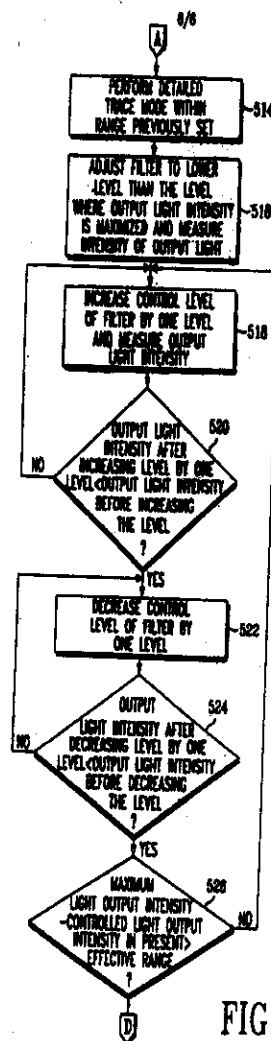 6/6
A
PERFORM DETAILED
TRACE MODE WITHIN
RANGE PREVIOUSLY SET
514
ADJUST FILTER TO LOWER
LEVEL THAN THE LEVEL
WHERE OUTPUT LIGHT INTENSITY
IS MAXIMIZED AND MEASURE
INTENSITY OF OUTPUT LIGHT
INCREASE CONTROL LEVEL
OF FILTER BY ONE LEVEL
AND MEASURE OUTPUT
LIGHT INTENSITY
518
OUTPUT LIGHT
INTENSITY AFTER
INCREASING LEVEL BY ONE
LEVEL<OUTPUT LIGHT INTENSITY
BEFORE INCREASING
THE LEVEL
?
520
NO
YES
DECREASE CONTROL
LEVEL OF FILTER BY
ONE LEVEL
522
OUTPUT
LIGHT INTENSITY AFTER
DECREASING LEVEL BY ONE
LEVEL<OUTPUT LIGHT INTENSITY
BEFORE DECREASING
THE LEVEL
?
524
NO
YES
MAXIMUM
LIGHT OUTPUT INTENSITY
-CONTROLLED LIGHT OUTPUT
INTENSITY IN PRESENT>
EFFECTIVE RANGE
?
526
NO
D
FIG